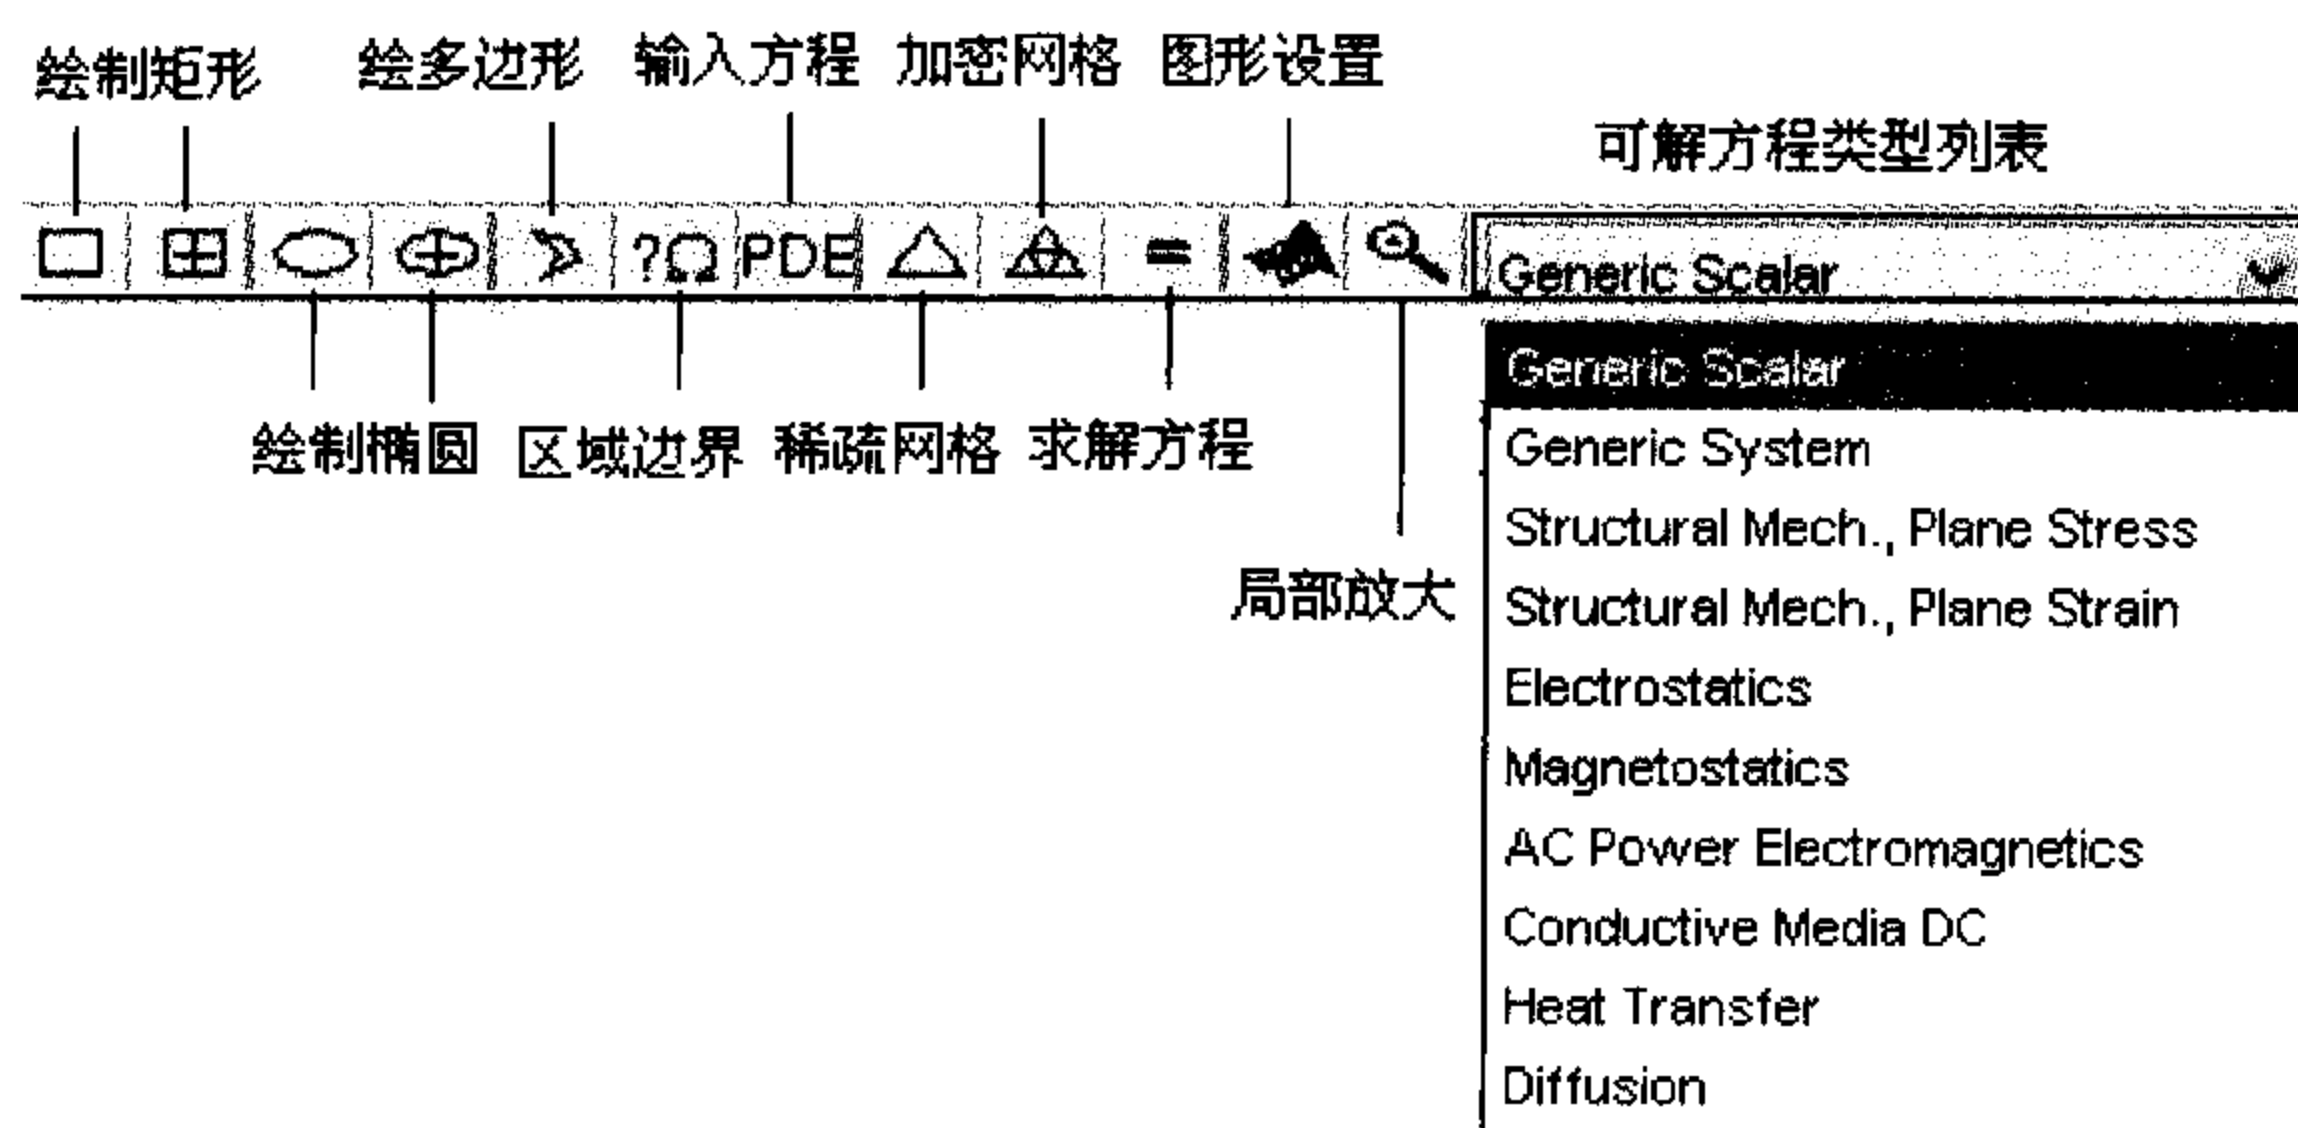 绘制矩形 绘多边形 输入方程 加密网格 图形设置
可解方程类型列表
?Ω PDE =
Generic Scalar
Generic Scalar
绘制椭圆 区域边界 稀疏网格 求解方程
Generic System
Structural Mech., Plane Stress
局部放大
Structural Mech., Plane Strain
Electrostatics
Magnetostatics
AC Power Electromagnetics
Conductive Media DC
Heat Transfer
Diffusion